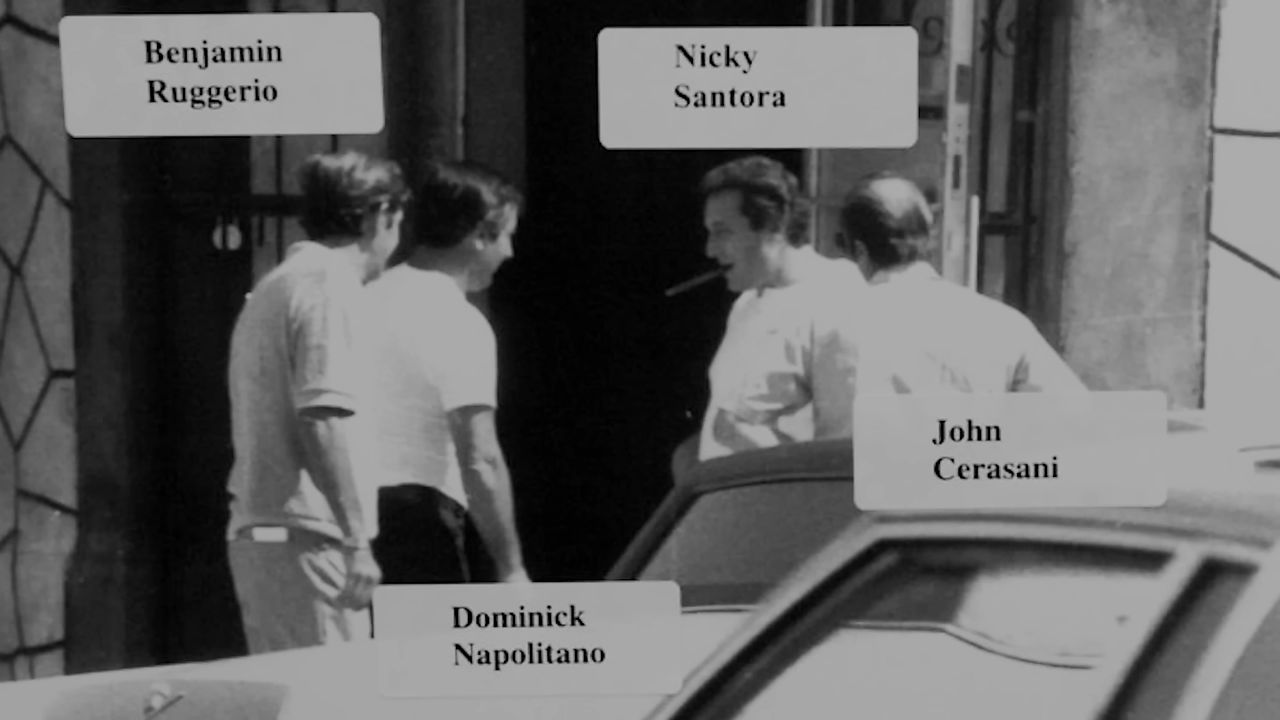 Benjamin
Ruggerio
Nicky
Santora
John
Cerasani
Dominick
Napolitano